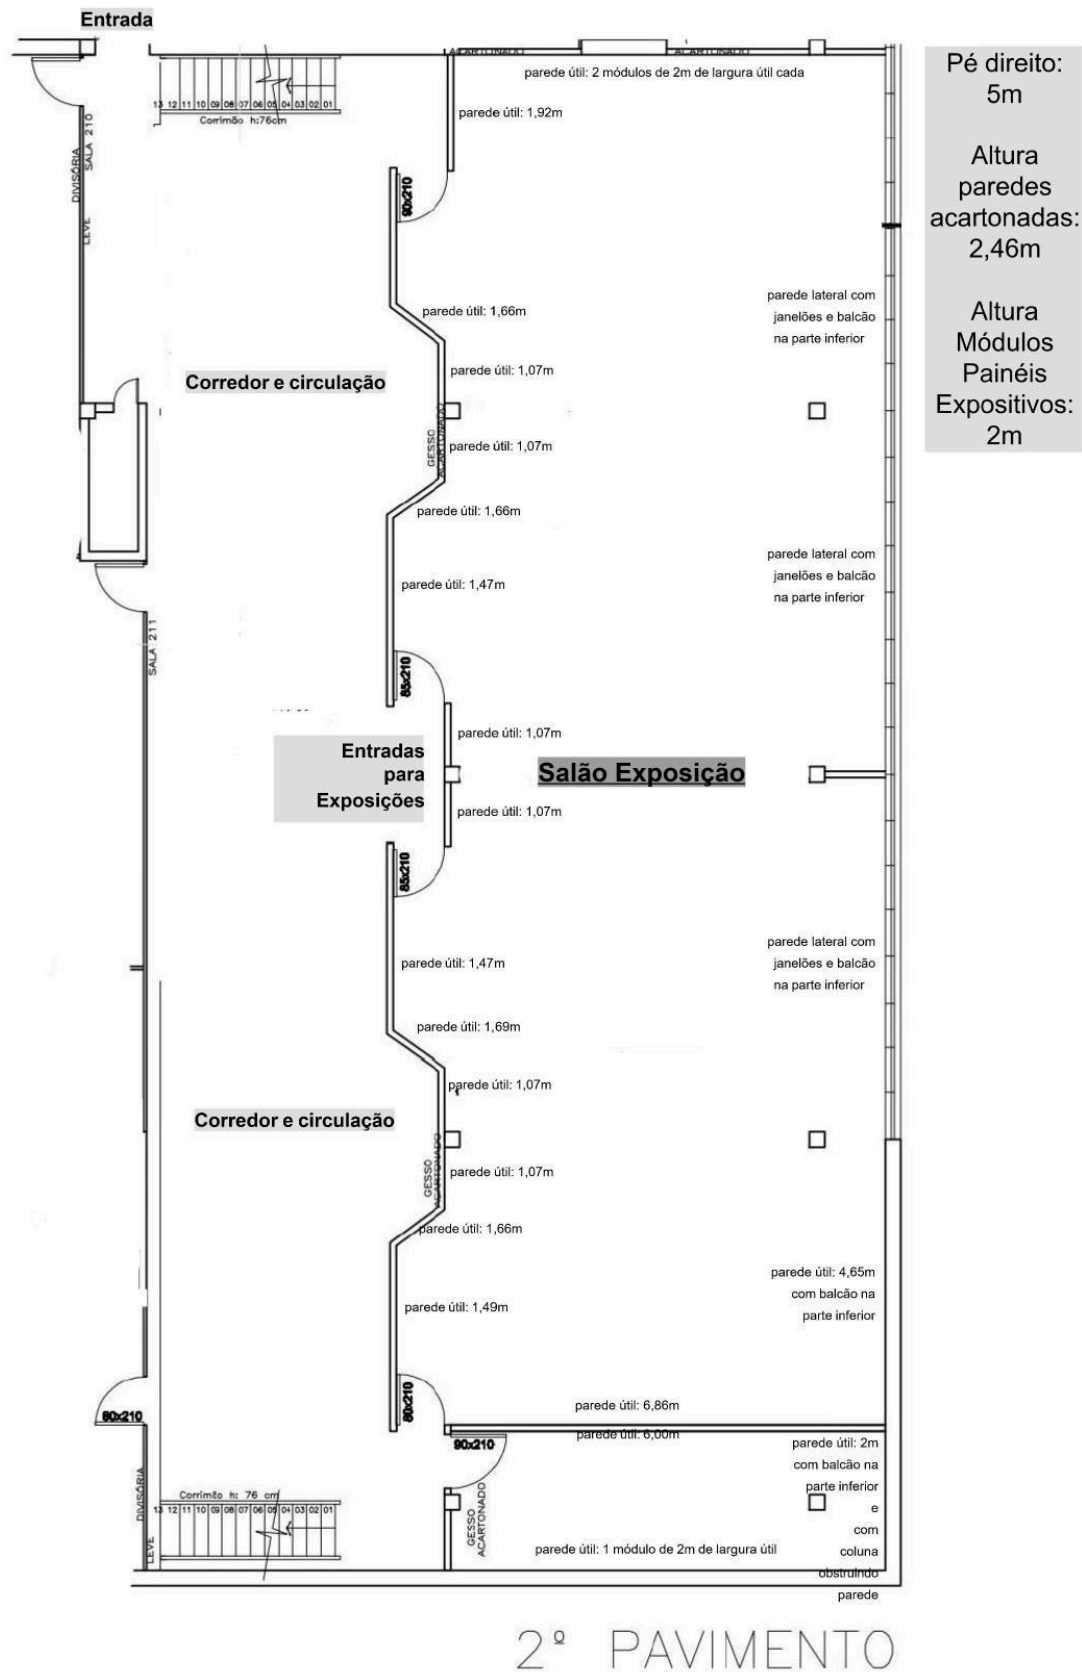 Entrada
ACARTONADO
ACARTONADO
parede útil: 2 módulos de 2m de largura útil cada
Pé direito:
5m
Altura
paredes
acartonadas:
2,46m
Altura
Módulos
Painéis
Expositivos:
2m
13 12 11 10 09 08 07 06 05 04 03 02 01
Corrimão h:76cm
parede útil: 1,92m
DIVISÓRIA
LEVE
SALA 210
90x210
parede útil: 1,66m
parede lateral com
janelões e balcão
na parte inferior
parede útil: 1,07m
Corredor e circulação
GESSO
ACARTONADO
parede útil: 1,07m
parede útil: 1,66m
parede lateral com
janelões e balcão
na parte inferior
parede útil: 1,47m
SALA 211
85x210
parede útil: 1,07m
Entradas
para
Exposições
Salão Exposição
parede útil: 1,07m
85x210
parede útil: 1,47m
parede lateral com
janelões e balcão
na parte inferior
parede útil: 1,69m
parede útil: 1,07m
Corredor e circulação
GESSO
ACARTONADO
parede útil: 1,07m
parede útil: 1,66m
parede útil: 4,65m
com balcão na
parte inferior
parede útil: 1,49m
80x210
80x210
parede útil: 6,86m
parede útil: 6,00m
90x210
parede útil: 2m
com balcão na
parte inferior
e
com
coluna
obstruindo
parede
DIVISÓRIA
LEVE
Corrimão h: 76 cm
13 12 11 10 09 08 07 06 05 04 03 02 01
GESSO
ACARTONADO
parede útil: 1 módulo de 2m de largura útil
2º PAVIMENTO